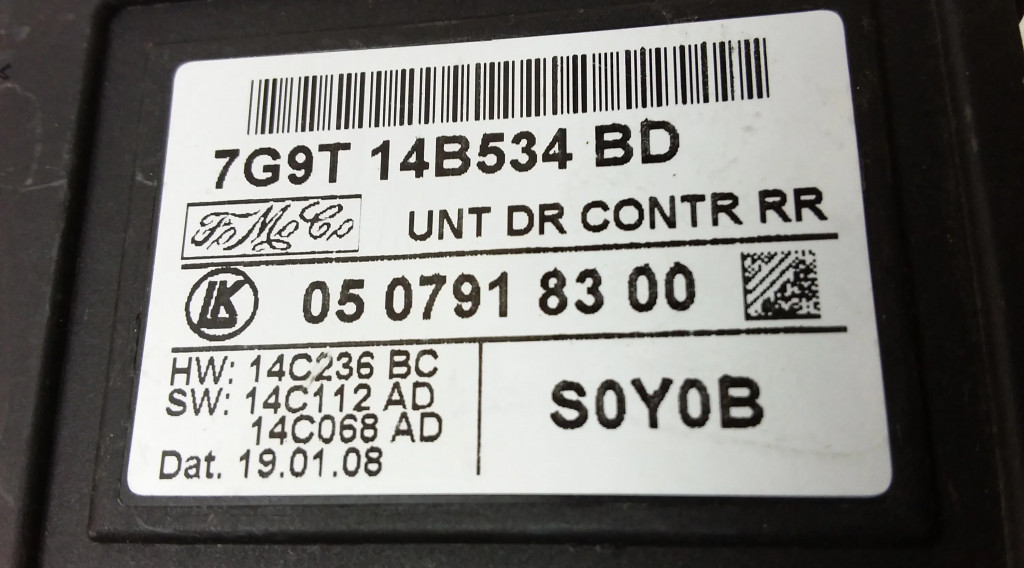 7G9T 14B534 BD
FoMoCo
UNT DR CONTR RR
LK
05 0791 83 00
HW: 14C236 BC
SW: 14C112 AD
14C068 AD
Dat. 19.01.08
S0Y0B